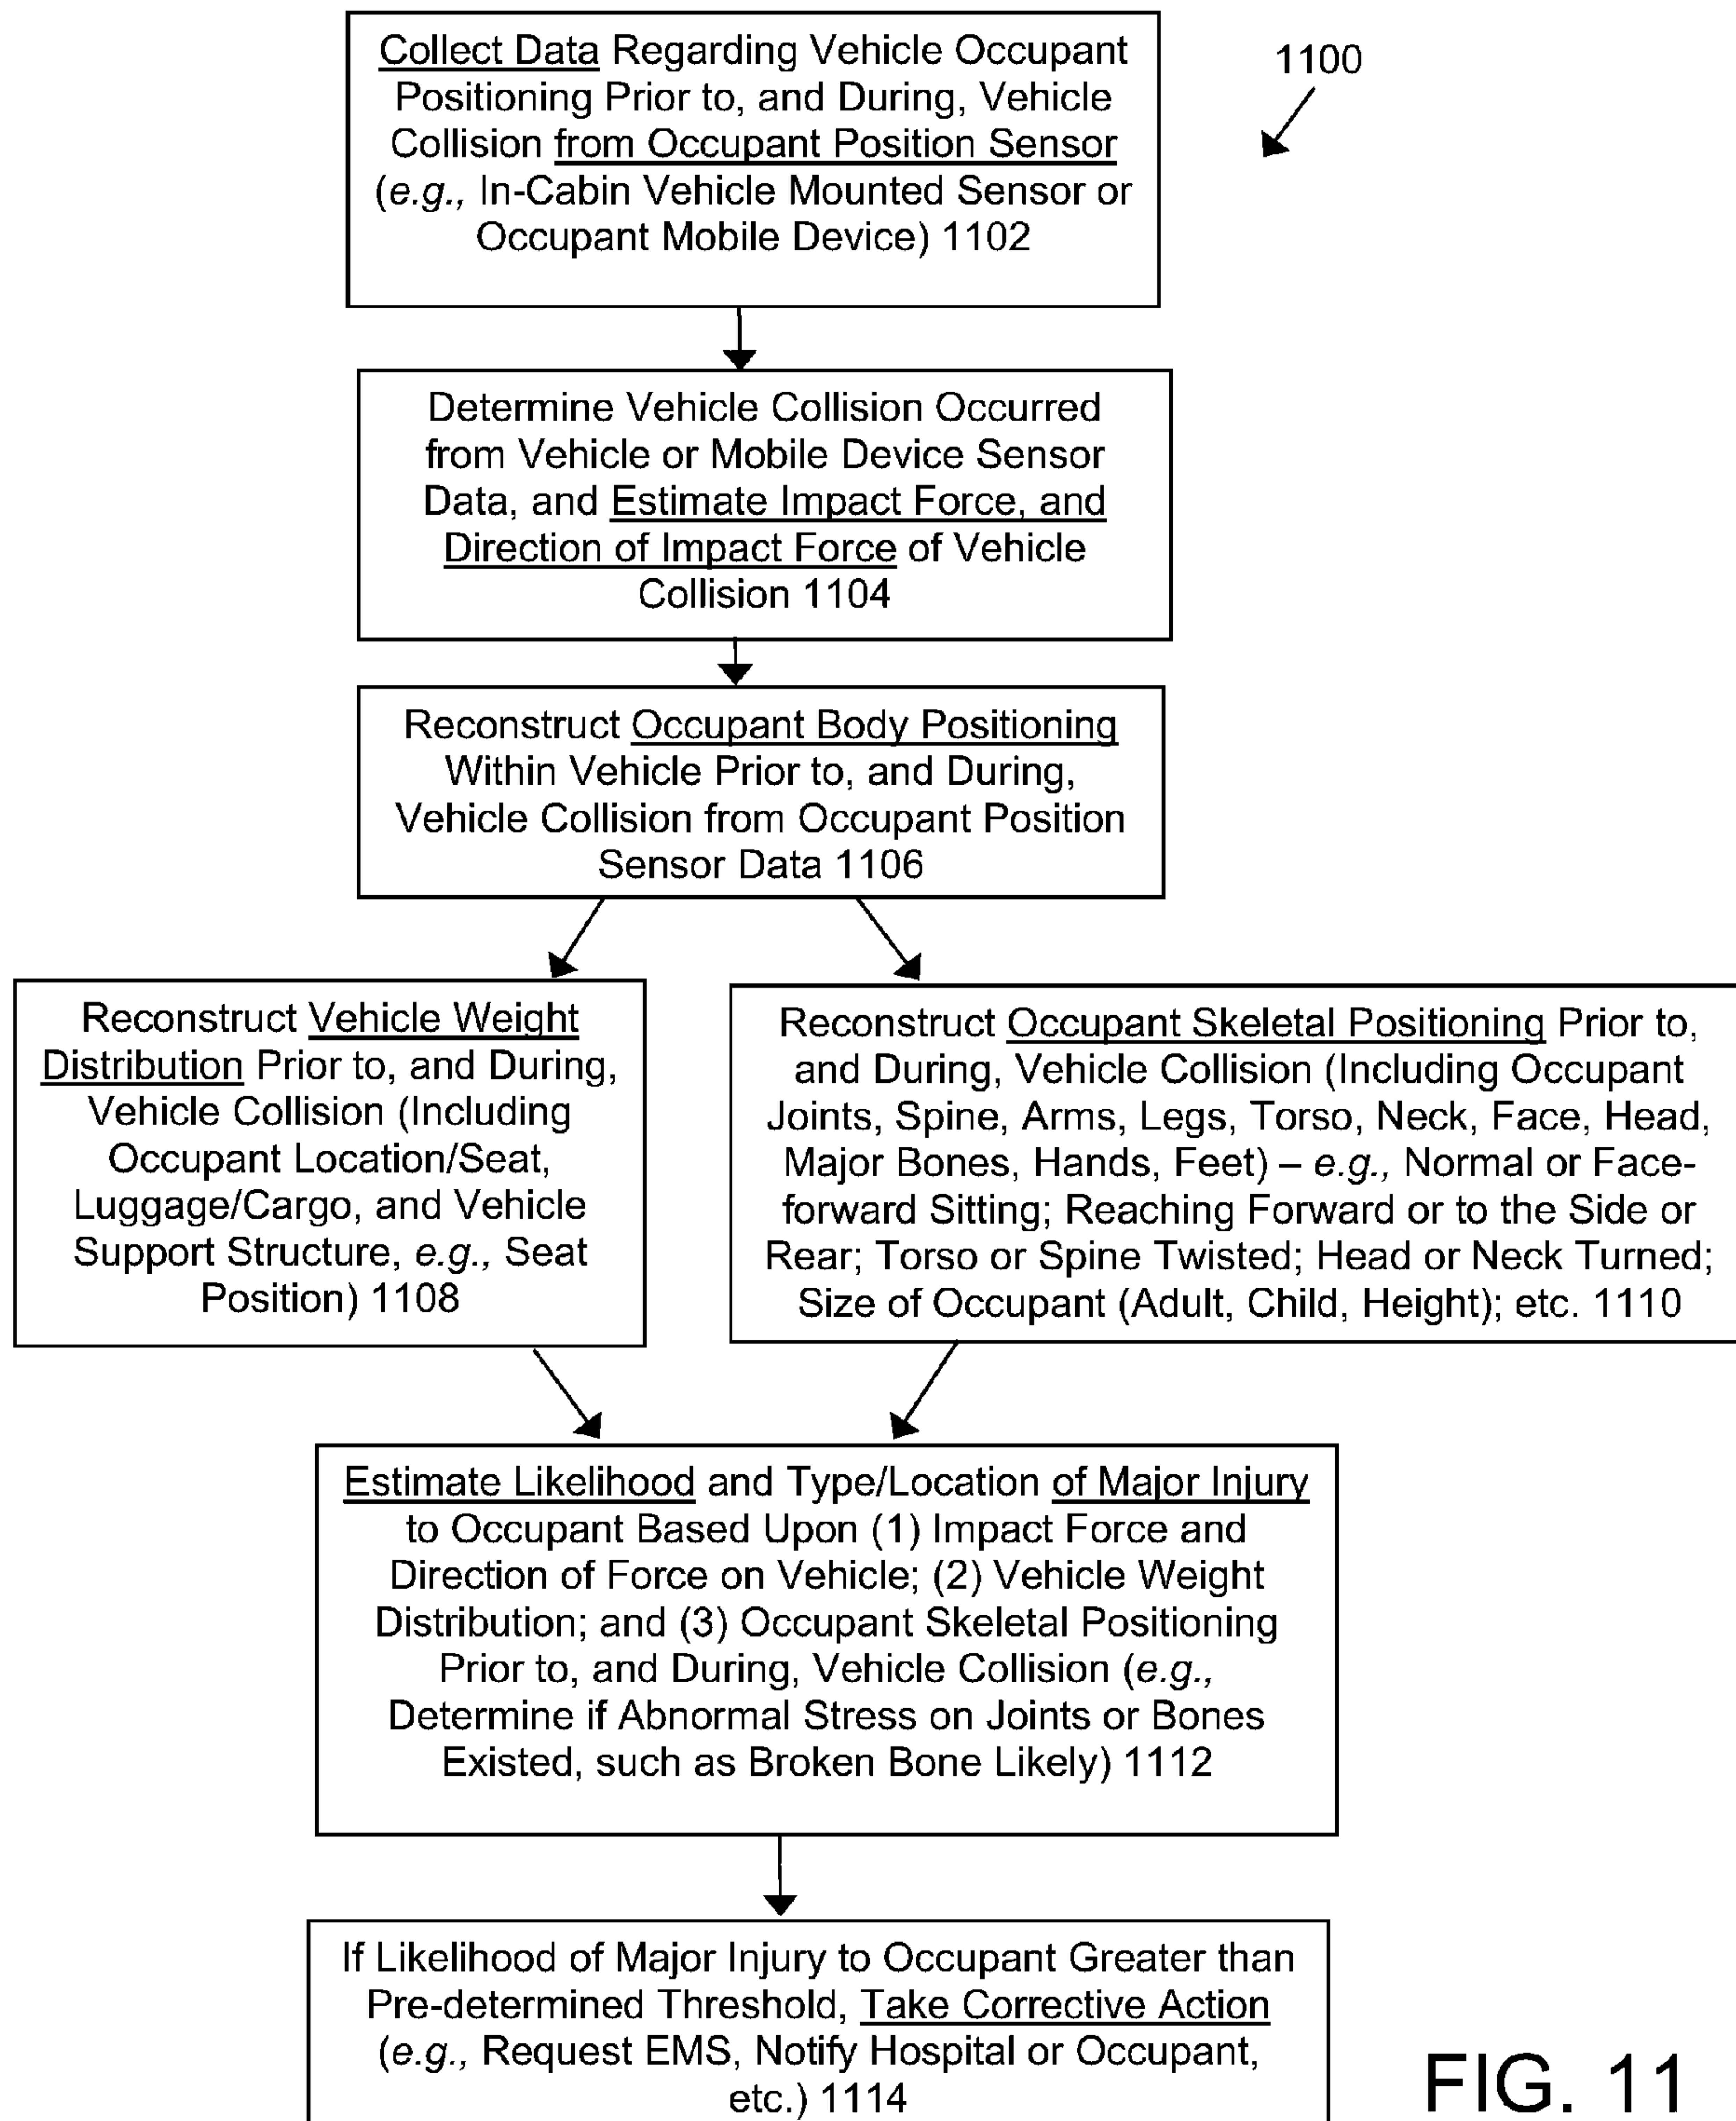 Collect Data Regarding Vehicle Occupant
Positioning Prior to, and During, Vehicle
Collision from Occupant Position Sensor
(e.g., In-Cabin Vehicle Mounted Sensor or
Occupant Mobile Device) 1102
1100
Determine Vehicle Collision Occurred
from Vehicle or Mobile Device Sensor
Data, and Estimate Impact Force, and
Direction of Impact Force of Vehicle
Collision 1104
Reconstruct Occupant Body Positioning
Within Vehicle Prior to, and During,
Vehicle Collision from Occupant Position
Sensor Data 1106
Reconstruct Vehicle Weight
Distribution Prior to, and During,
Vehicle Collision (Including
Occupant Location/Seat,
Luggage/Cargo, and Vehicle
Support Structure, e.g., Seat
Position) 1108
Reconstruct Occupant Skeletal Positioning Prior to,
and During, Vehicle Collision (Including Occupant
Joints, Spine, Arms, Legs, Torso, Neck, Face, Head,
Major Bones, Hands, Feet) – e.g., Normal or Face-
forward Sitting; Reaching Forward or to the Side or
Rear; Torso or Spine Twisted; Head or Neck Turned;
Size of Occupant (Adult, Child, Height); etc. 1110
Estimate Likelihood and Type/Location of Major Injury
to Occupant Based Upon (1) Impact Force and
Direction of Force on Vehicle; (2) Vehicle Weight
Distribution; and (3) Occupant Skeletal Positioning
Prior to, and During, Vehicle Collision (e.g.,
Determine if Abnormal Stress on Joints or Bones
Existed, such as Broken Bone Likely) 1112
If Likelihood of Major Injury to Occupant Greater than
Pre-determined Threshold, Take Corrective Action
(e.g., Request EMS, Notify Hospital or Occupant,
etc.) 1114
FIG. 11